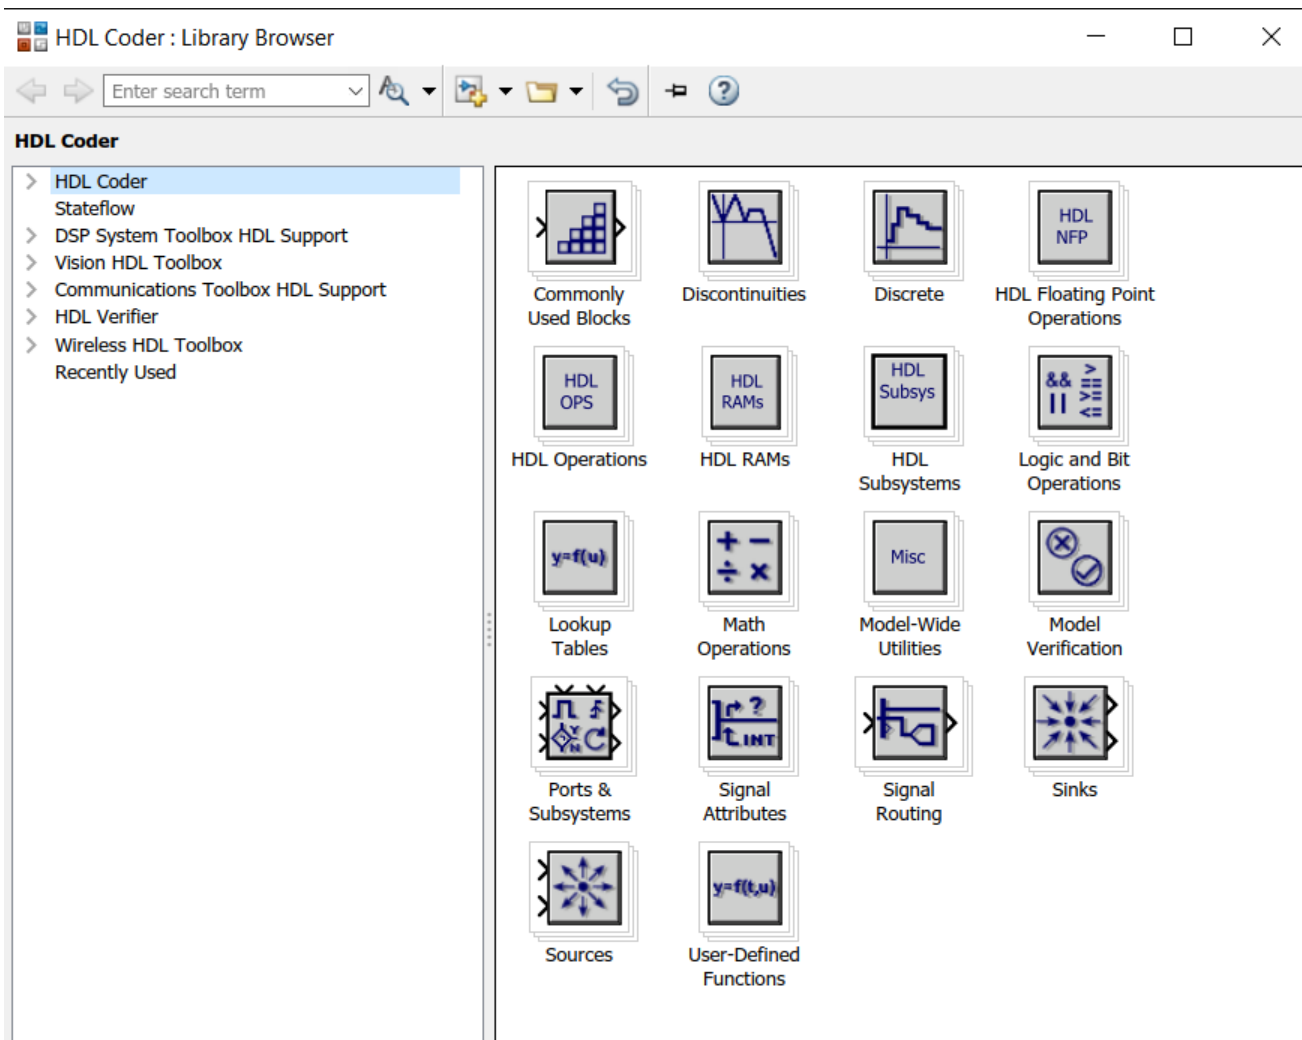 HDL Coder : Library Browser
Enter search term
HDL Coder
HDL Coder
Stateflow
DSP System Toolbox HDL Support
Vision HDL Toolbox
Communications Toolbox HDL Support
HDL Verifier
Wireless HDL Toolbox
Recently Used
HDL
NFP
Commonly
Used Blocks
Discontinuities
Discrete
HDL Floating Point
Operations
HDL
OPS
HDL
RAMs
HDL
Subsys
&& > == >= <=
||
HDL Operations
HDL RAMs
HDL
Subsystems
Logic and Bit
Operations
y=f(u)
+ − ÷ ×
Misc
Lookup
Tables
Math
Operations
Model-Wide
Utilities
Model
Verification
Y
N
?
INT
Ports &
Subsystems
Signal
Attributes
Signal
Routing
Sinks
y=f(t,u)
Sources
User-Defined
Functions